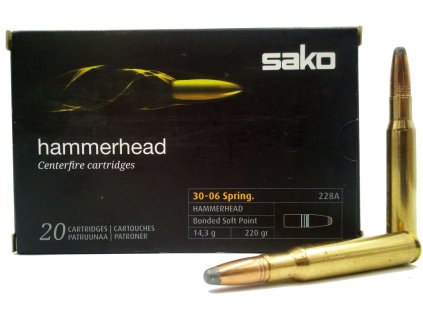 sako
hammerhead
Centerfire cartridges
30-06 Spring. 228A
HAMMERHEAD
Bonded Soft Point
14,3 g 220 gr
20 CARTRIDGES | CARTOUCHES
PATRUUNAA | PATRONER